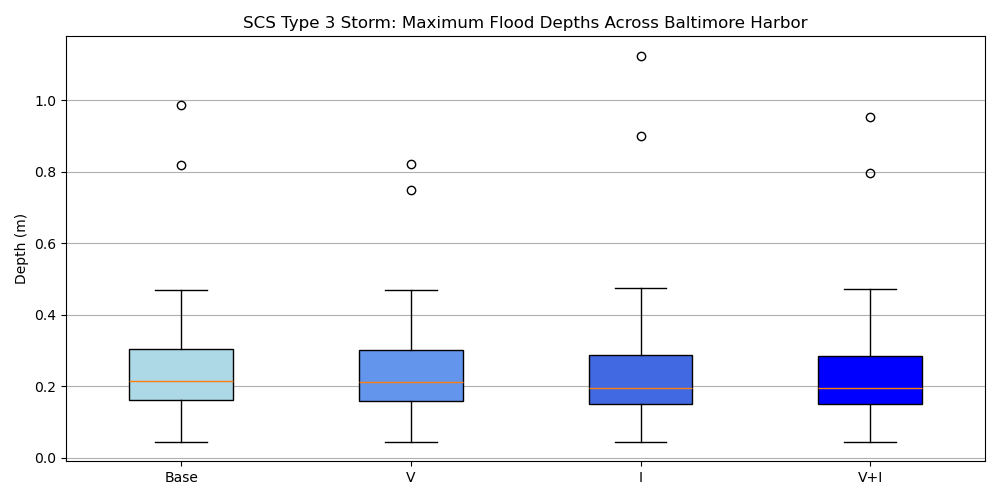 SCS Type 3 Storm: Maximum Flood Depths Across Baltimore Harbor
Depth (m)
1.0
0.8
0.6
0.4
0.2
0.0
Base V I V+I